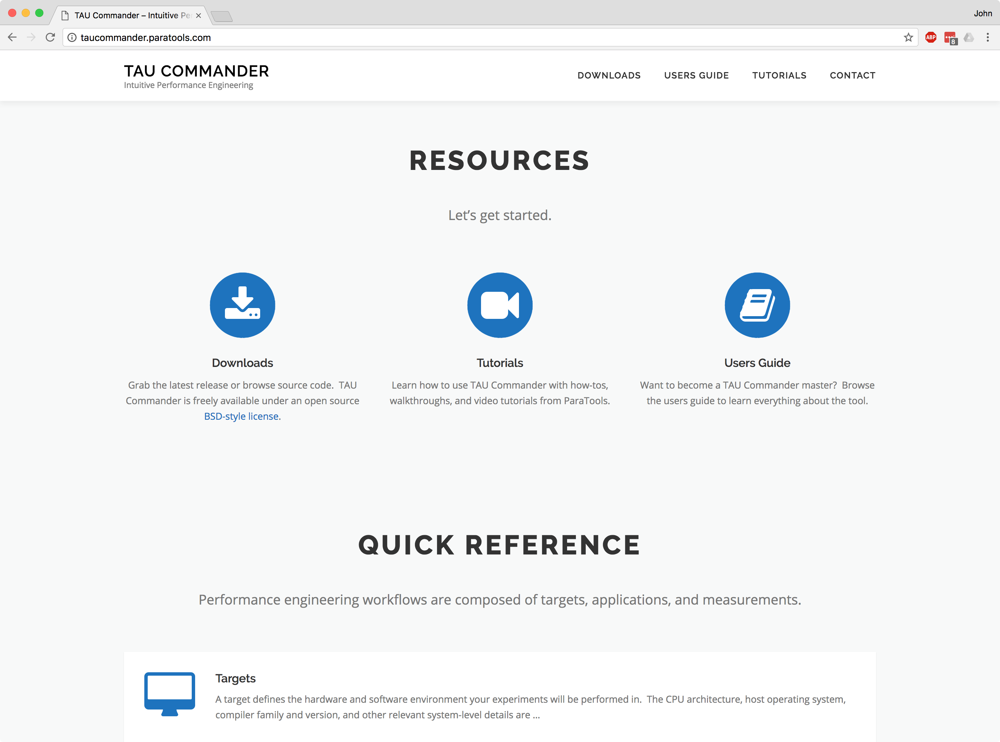 TAU Commander – Intuitive Pe
John
taucommander.paratools.com
ABP
8
TAU COMMANDER
Intuitive Performance Engineering
DOWNLOADS USERS GUIDE TUTORIALS CONTACT
RESOURCES
Let’s get started.
Downloads
Grab the latest release or browse source code.  TAU
Commander is freely available under an open source
BSD-style license.
Tutorials
Learn how to use TAU Commander with how-tos,
walkthroughs, and video tutorials from ParaTools.
Users Guide
Want to become a TAU Commander master?  Browse
the users guide to learn everything about the tool.
QUICK REFERENCE
Performance engineering workflows are composed of targets, applications, and measurements.
Targets
A target defines the hardware and software environment your experiments will be performed in.  The CPU architecture, host operating system,
compiler family and version, and other relevant system-level details are ...